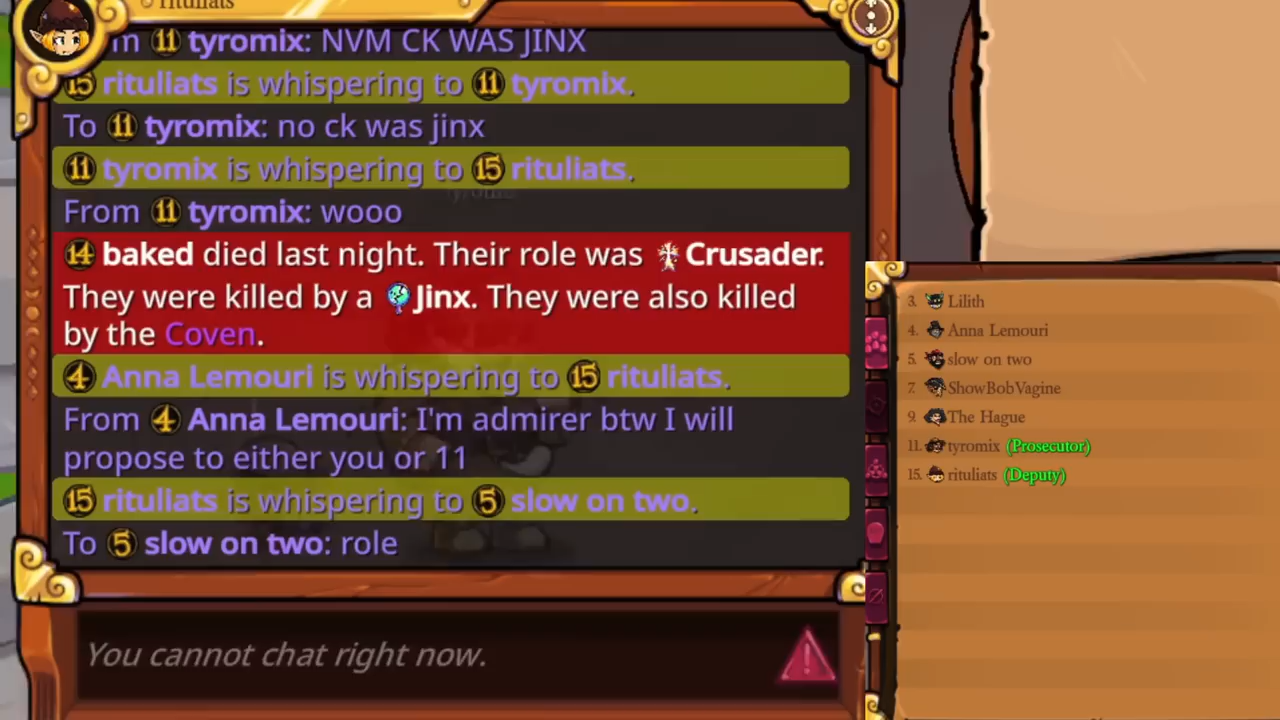 rituliats
m 11 tyromix: NVM CK WAS JINX
15 rituliats is whispering to 11 tyromix.
To 11 tyromix: no ck was jinx
11 tyromix is whispering to 15 rituliats.
From 11 tyromix: wooo
14 baked died last night. Their role was Crusader.
They were killed by a Jinx. They were also killed
by the Coven.
4 Anna Lemouri is whispering to 15 rituliats.
From 4 Anna Lemouri: I'm admirer btw I will
propose to either you or 11
15 rituliats is whispering to 5 slow on two.
To 5 slow on two: role
You cannot chat right now.
3. Lilith
4. Anna Lemouri
5. slow on two
7. ShowBobVagine
9. The Hague
11. tyromix (Prosecutor)
15. rituliats (Deputy)